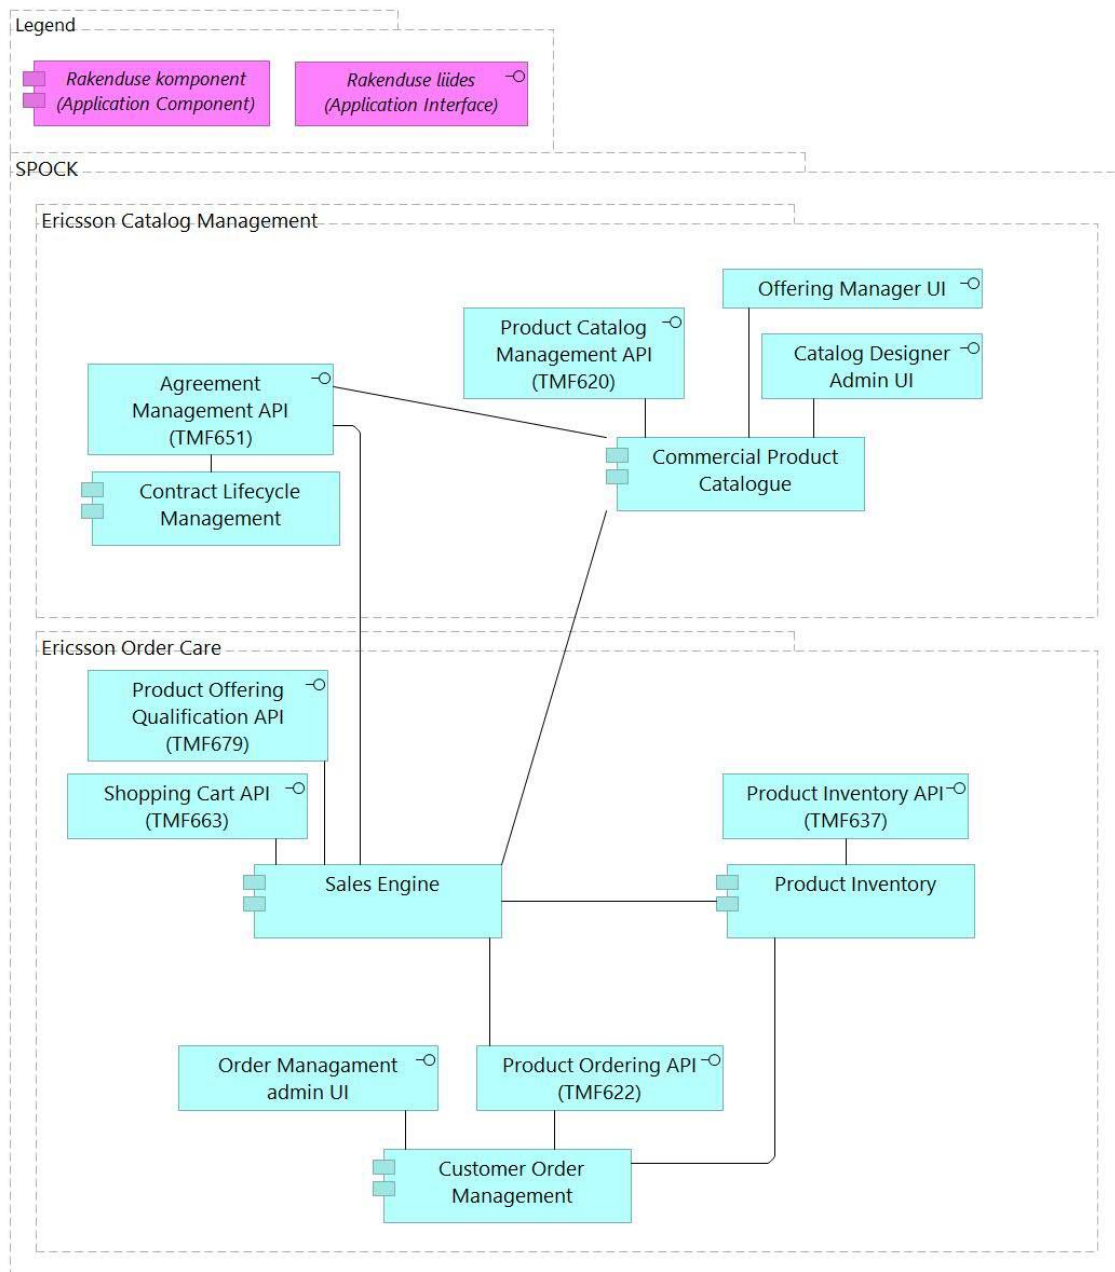 Legend
Rakenduse komponent
(Application Component)
Rakenduse liides
(Application Interface)
SPOCK
Ericsson Catalog Management
Offering Manager UI
Product Catalog
Management API
(TMF620)
Catalog Designer
Admin UI
Agreement
Management API
(TMF651)
Commercial Product
Catalogue
Contract Lifecycle
Management
Ericsson Order Care
Product Offering
Qualification API
(TMF679)
Shopping Cart API
(TMF663)
Product Inventory API
(TMF637)
Sales Engine
Product Inventory
Order Managament
admin UI
Product Ordering API
(TMF622)
Customer Order
Management